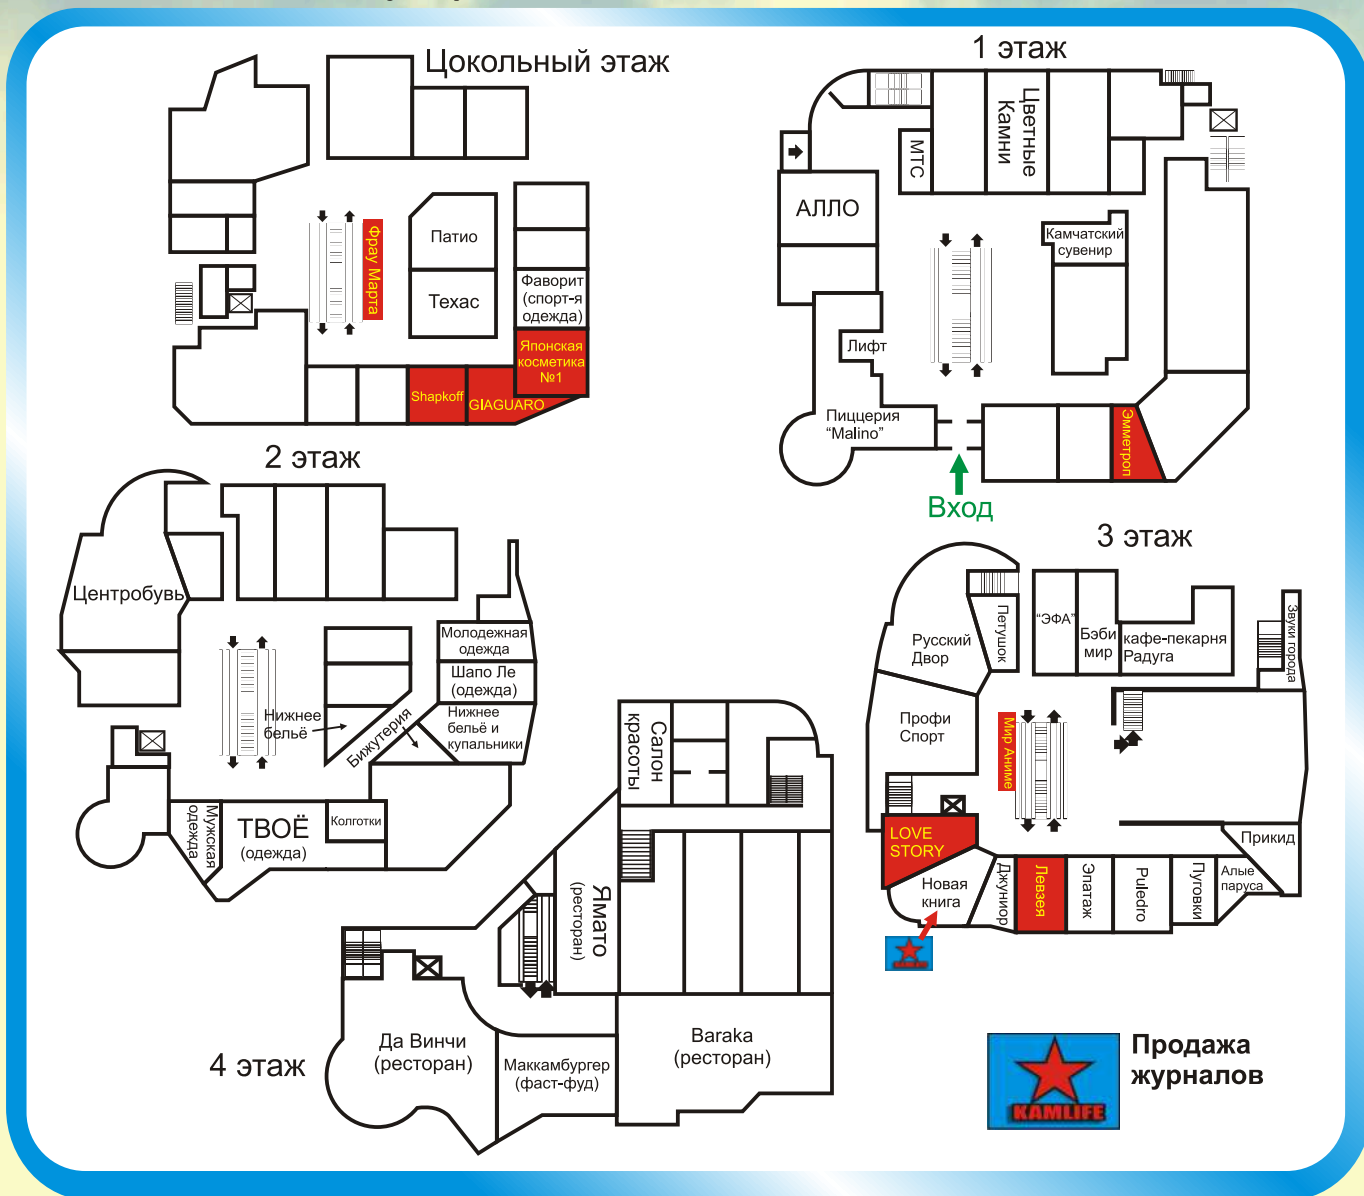 Цокольный этаж
Фрау Марта
Патио
Техас
Фаворит
(спорт-я
одежда)
Японская
косметика
№1
Shapkoff
GIAGUARO
1 этаж
МТС
Цветные
Камни
АЛЛО
Камчатский
сувенир
Лифт
Пиццерия
“Malino”
Эмметроп
Вход
2 этаж
Центробувь
Молодежная
одежда
Шапо Ле
(одежда)
Нижнее
бельё
Бижутерия
Нижнее
бельё и
купальники
Мужская
одежда
ТВОЁ
(одежда)
Колготки
3 этаж
Русский
Двор
Петушок
“ЭФА”
Бэби
мир
кафе-пекарня
Радуга
Звуки города
Профи
Спорт
Мир Аниме
LOVE
STORY
Новая
книга
Джуниор
Левзея
Эпатаж
Puledro
Пуговки
Алые
паруса
Прикид
KAMLIFE
4 этаж
Салон
красоты
Ямато
(ресторан)
Да Винчи
(ресторан)
Маккамбургер
(фаст-фуд)
Baraka
(ресторан)
KAMLIFE
Продажа
журналов